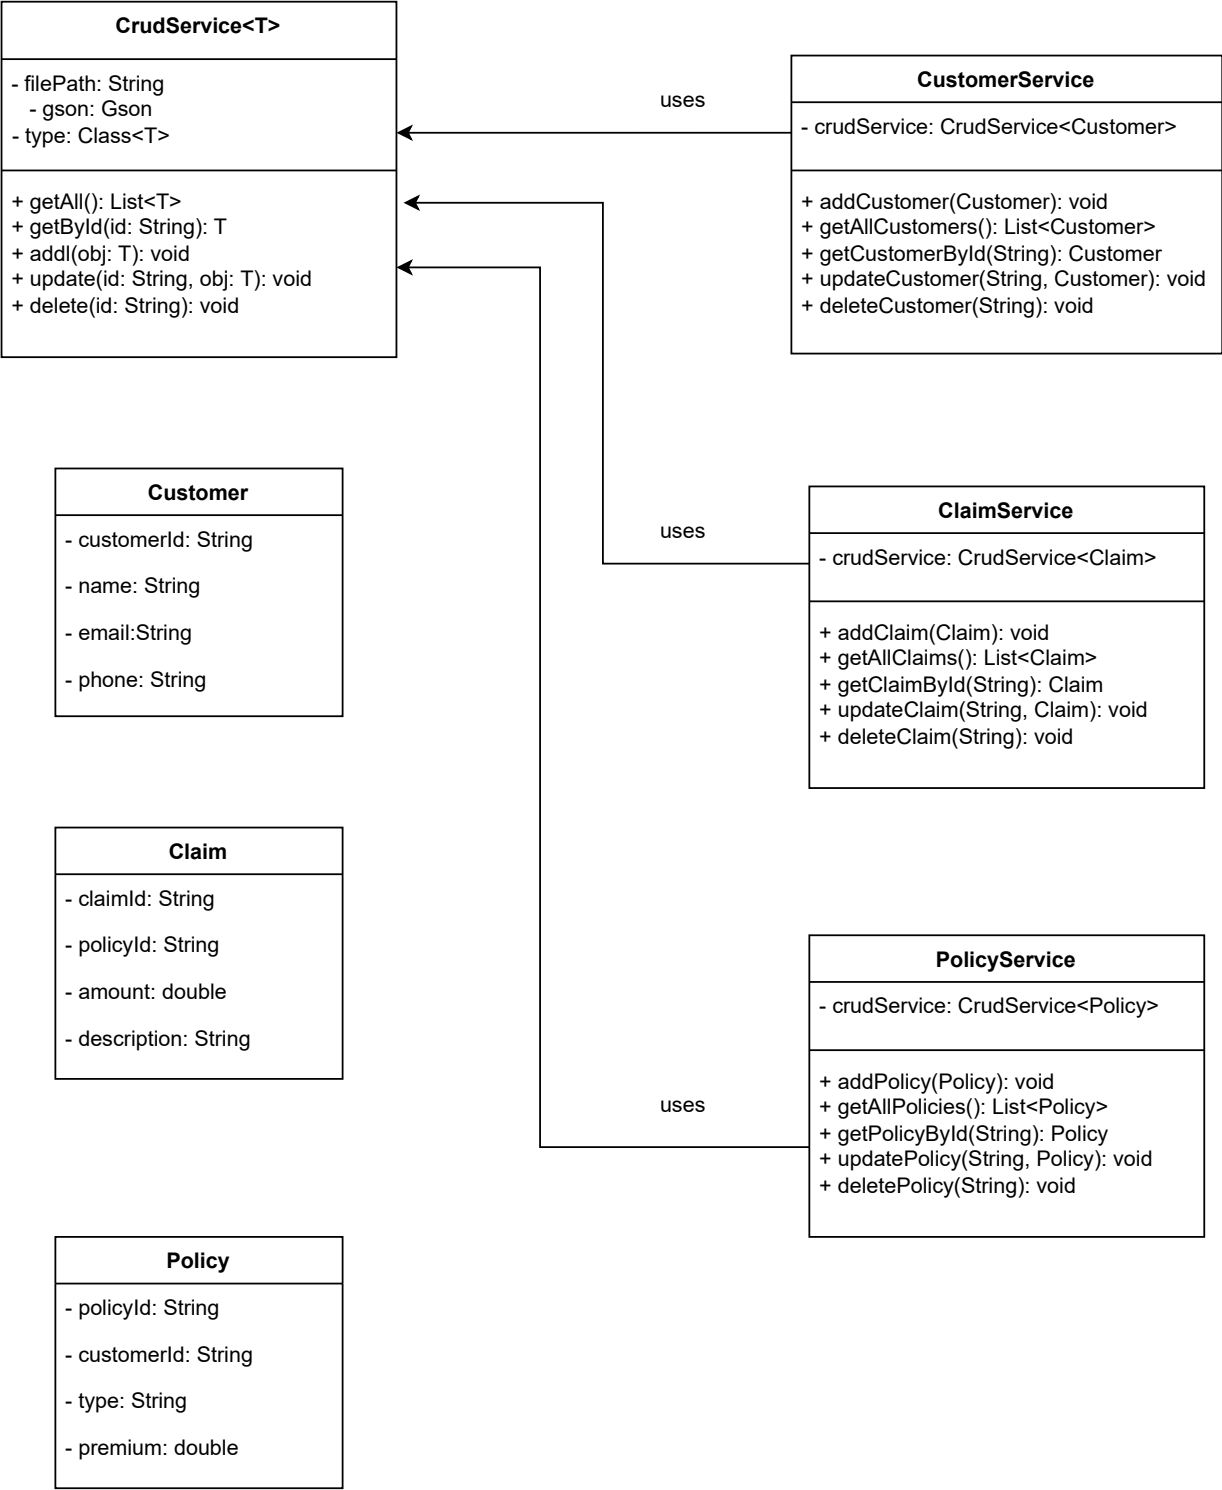 CrudService<T>
- filePath: String
- gson: Gson
- type: Class<T>
+ getAll(): List<T>
+ getById(id: String): T
+ addl(obj: T): void
+ update(id: String, obj: T): void
+ delete(id: String): void
uses
CustomerService
- crudService: CrudService<Customer>
+ addCustomer(Customer): void
+ getAllCustomers(): List<Customer>
+ getCustomerById(String): Customer
+ updateCustomer(String, Customer): void
+ deleteCustomer(String): void
Customer
- customerId: String
- name: String
- email:String
- phone: String
uses
ClaimService
- crudService: CrudService<Claim>
+ addClaim(Claim): void
+ getAllClaims(): List<Claim>
+ getClaimById(String): Claim
+ updateClaim(String, Claim): void
+ deleteClaim(String): void
Claim
- claimId: String
- policyId: String
- amount: double
- description: String
uses
PolicyService
- crudService: CrudService<Policy>
+ addPolicy(Policy): void
+ getAllPolicies(): List<Policy>
+ getPolicyById(String): Policy
+ updatePolicy(String, Policy): void
+ deletePolicy(String): void
Policy
- policyId: String
- customerId: String
- type: String
- premium: double